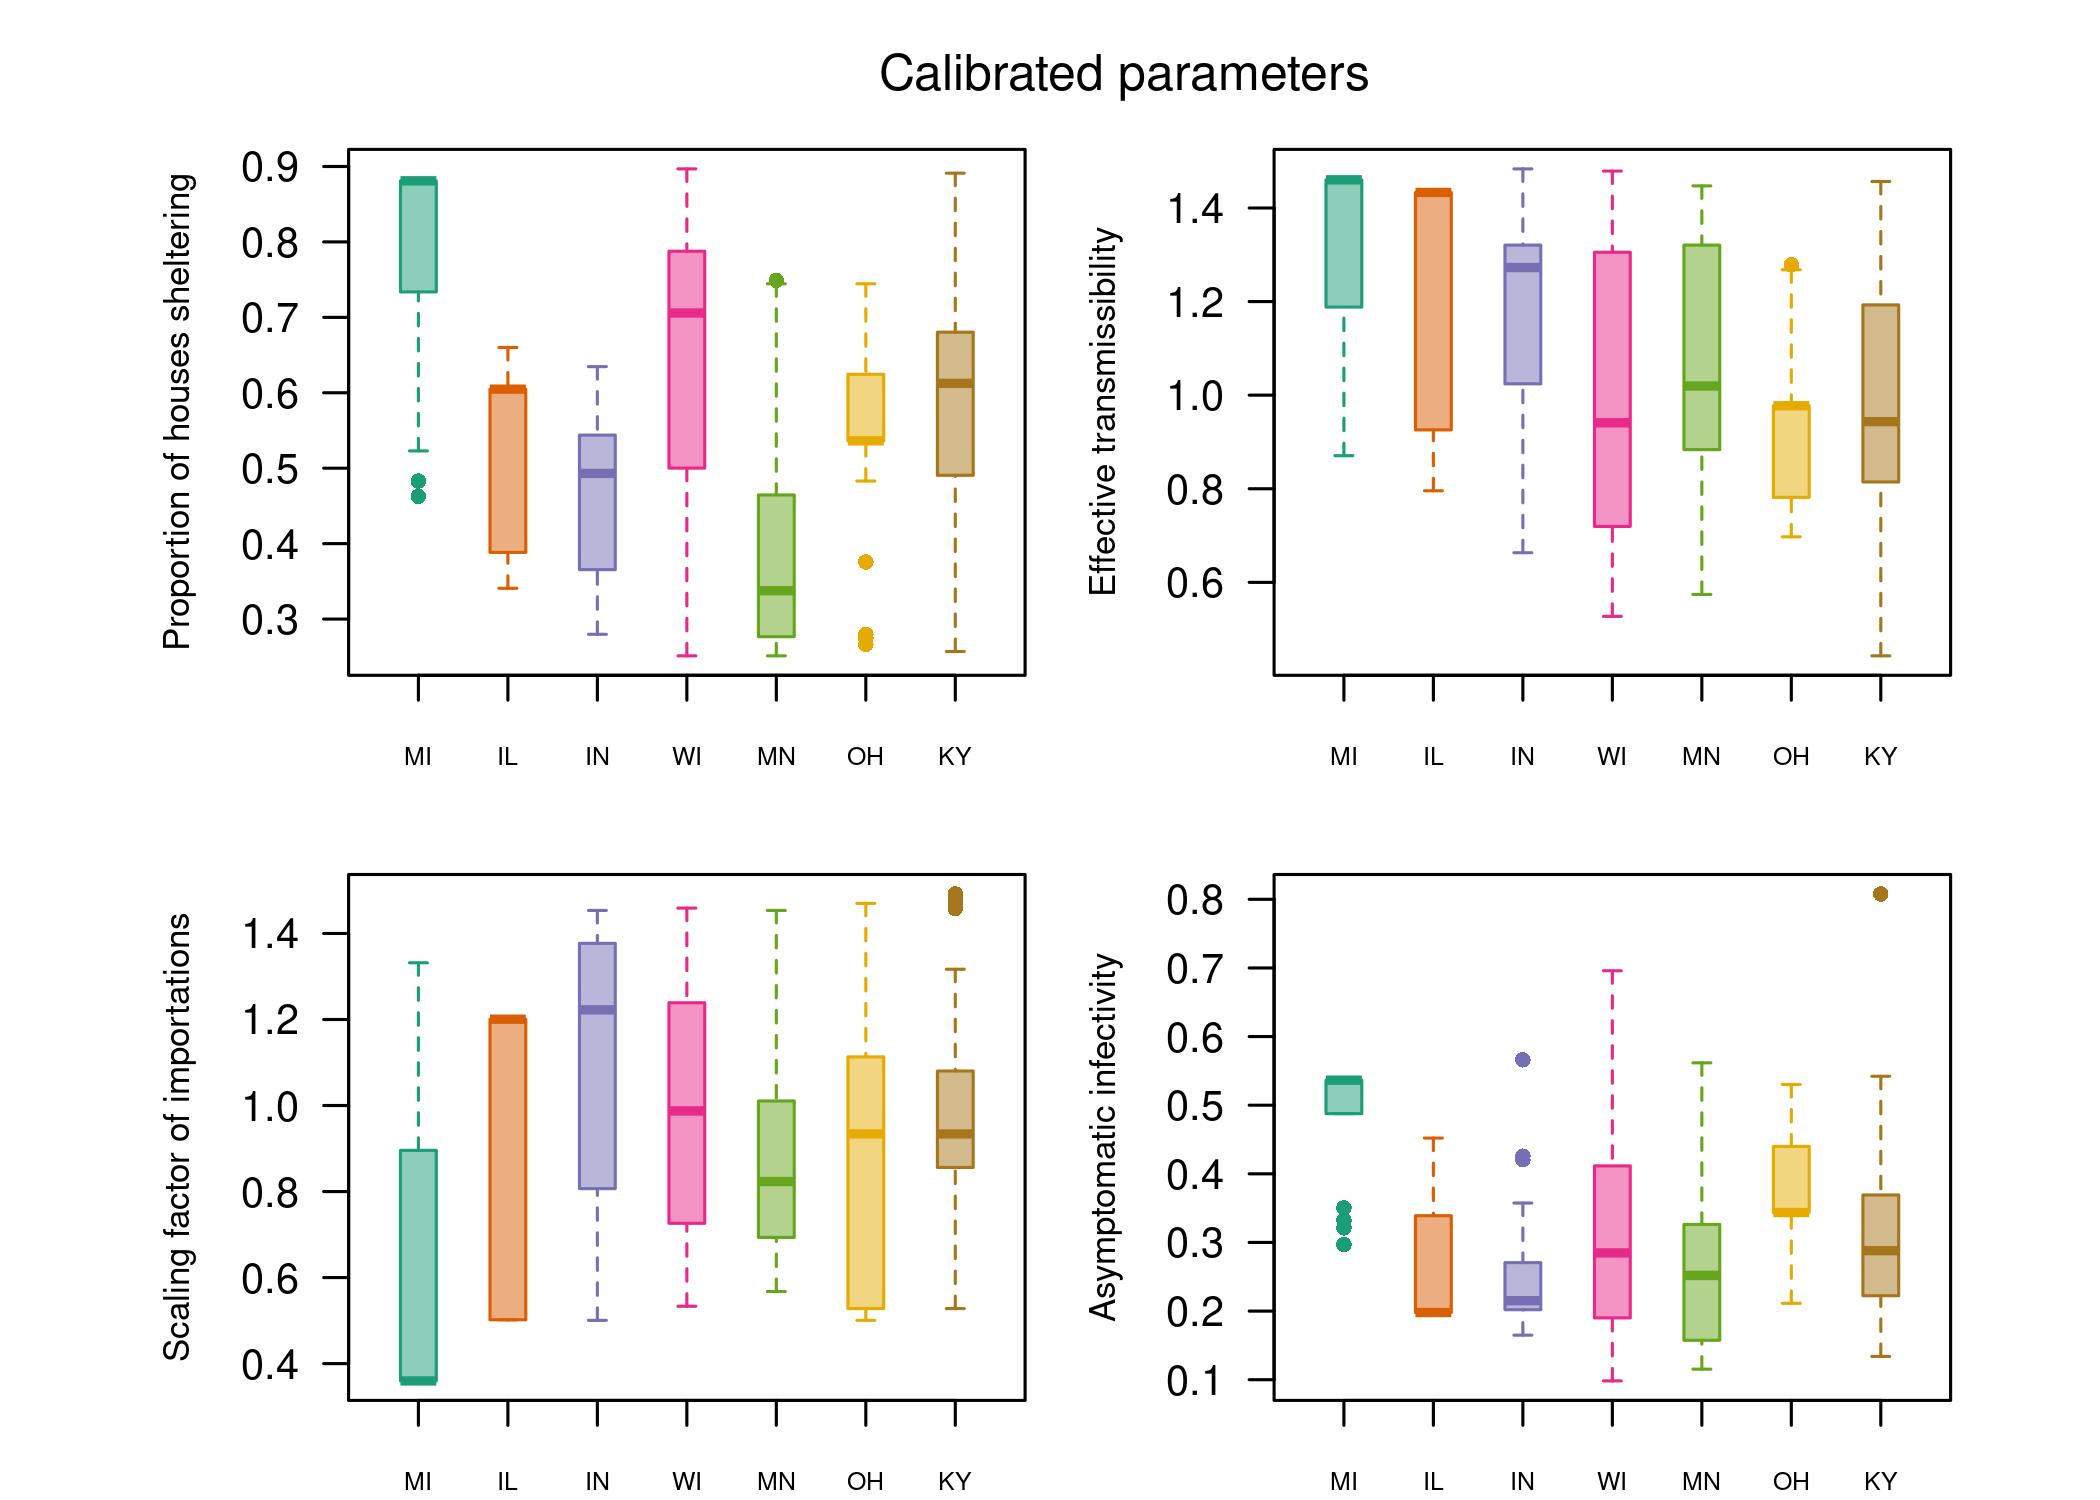 Calibrated parameters
Proportion of houses sheltering
0.9
0.8
0.7
0.6
0.5
0.4
0.3
MI IL IN WI MN OH KY
Effective transmissibility
1.4
1.2
1.0
0.8
0.6
MI IL IN WI MN OH KY
Scaling factor of importations
1.4
1.2
1.0
0.8
0.6
0.4
MI IL IN WI MN OH KY
Asymptomatic infectivity
0.8
0.7
0.6
0.5
0.4
0.3
0.2
0.1
MI IL IN WI MN OH KY